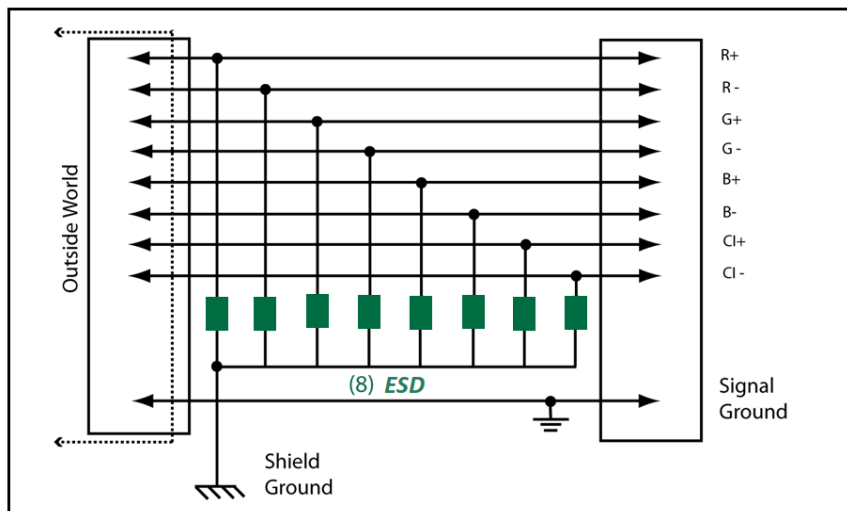 Outside World
R+
R -
G+
G -
B+
B-
Cl+
Cl -
(8) ESD
Signal
Ground
Shield
Ground